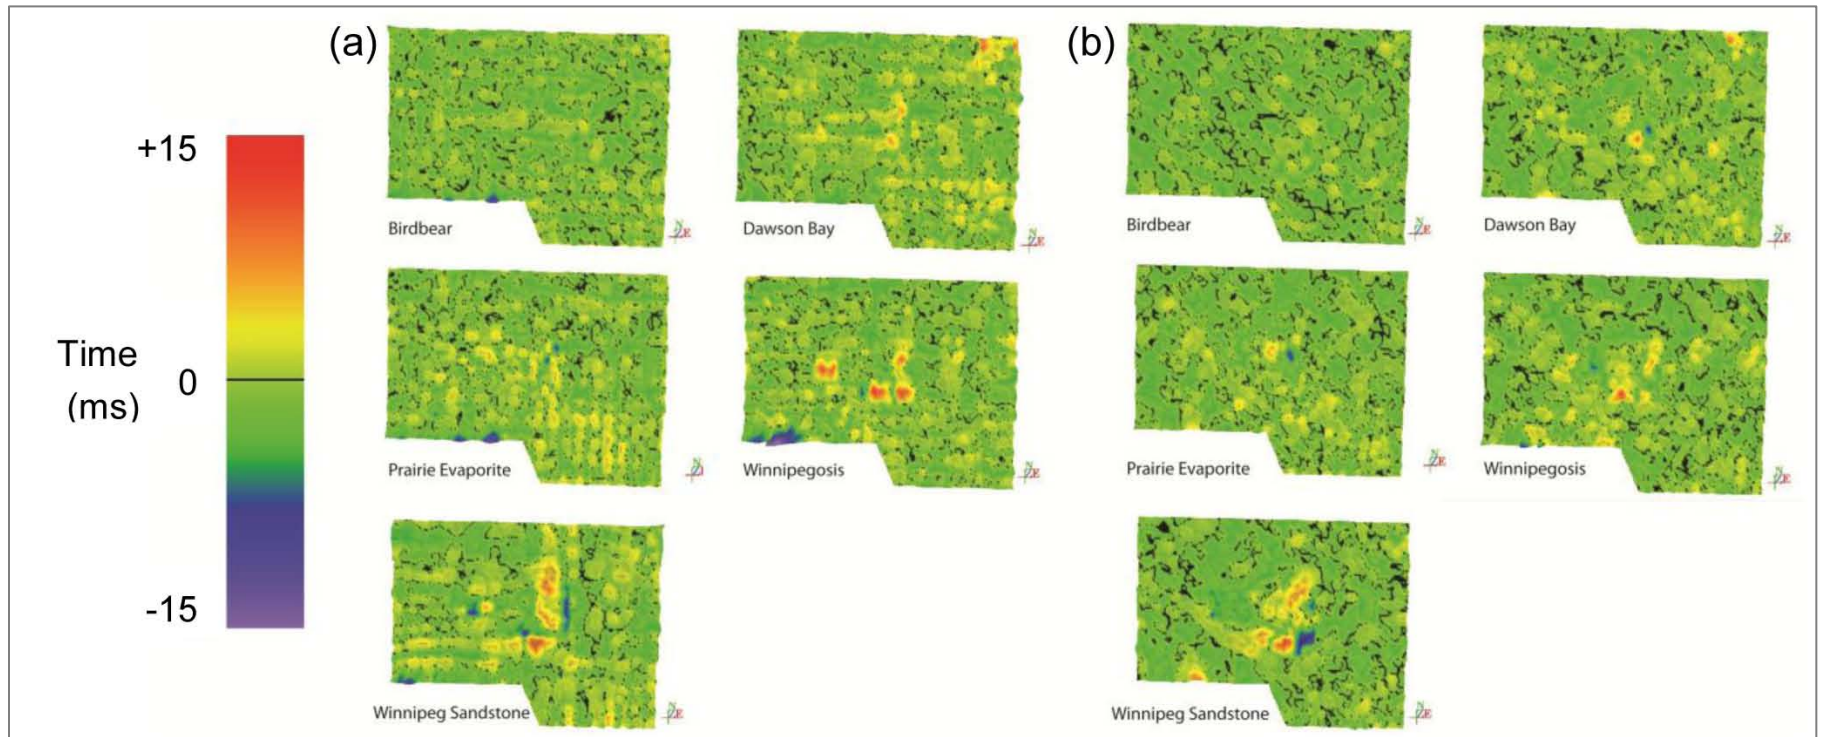 (a)
(b)
+15
Time
0
(ms)
-15
Birdbear
Dawson Bay
Birdbear
Dawson Bay
Prairie Evaporite
Winnipegosis
Prairie Evaporite
Winnipegosis
Winnipeg Sandstone
Winnipeg Sandstone